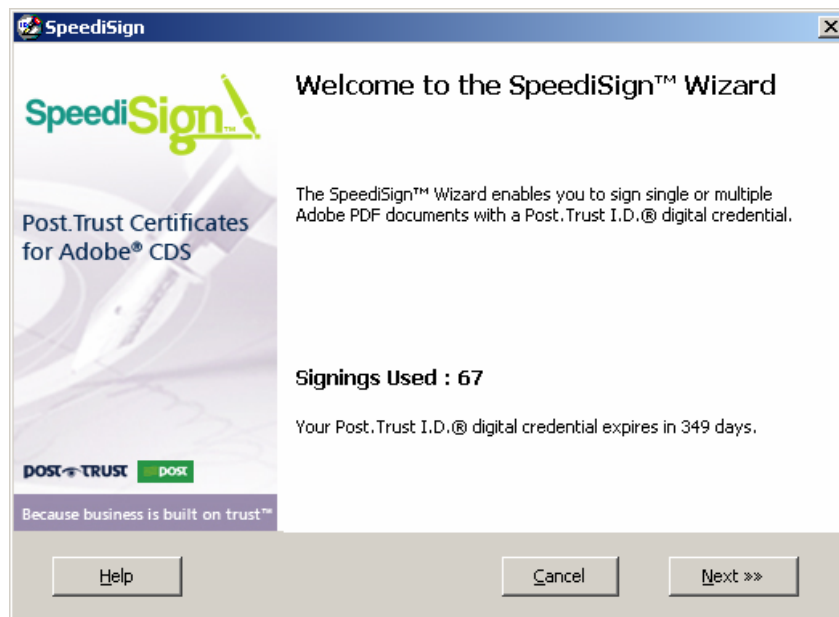 SpeediSign
Welcome to the SpeediSign™ Wizard
SpeediSign™
The SpeediSign™ Wizard enables you to sign single or multiple
Adobe PDF documents with a Post.Trust I.D.® digital credential.
Post.Trust Certificates
for Adobe® CDS
Signings Used : 67
Your Post.Trust I.D.® digital credential expires in 349 days.
POST TRUST post
Because business is built on trust™
Help Cancel Next »»